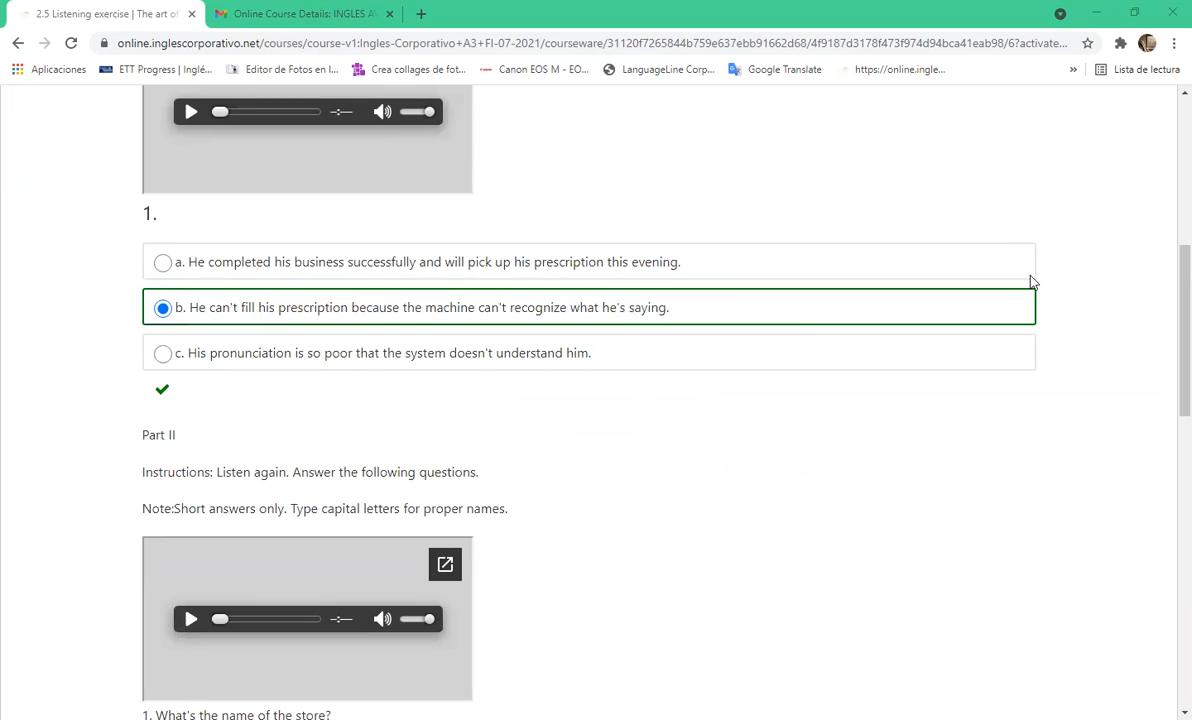 2.5 Listening exercise | The art of
Online Course Details: INGLES A
online.inglescorporativo.net/courses/course-v1:Ingles-Corporativo+A3+FI-07-2021/courseware/31120f7265844b759e637ebb91662d68/4f9187d3178f473f974d94bca41eab98/6?activate...
Aplicaciones
ETT Progress | Inglé...
Editor de Fotos en l...
Crea collages de fot...
Canon EOS M - EO...
LanguageLine Corp...
Google Translate
https://online.ingle...
»
Lista de lectura
1.
a. He completed his business successfully and will pick up his prescription this evening.
b. He can't fill his prescription because the machine can't recognize what he's saying.
c. His pronunciation is so poor that the system doesn't understand him.
Part II
Instructions: Listen again. Answer the following questions.
Note:Short answers only. Type capital letters for proper names.
1. What's the name of the store?